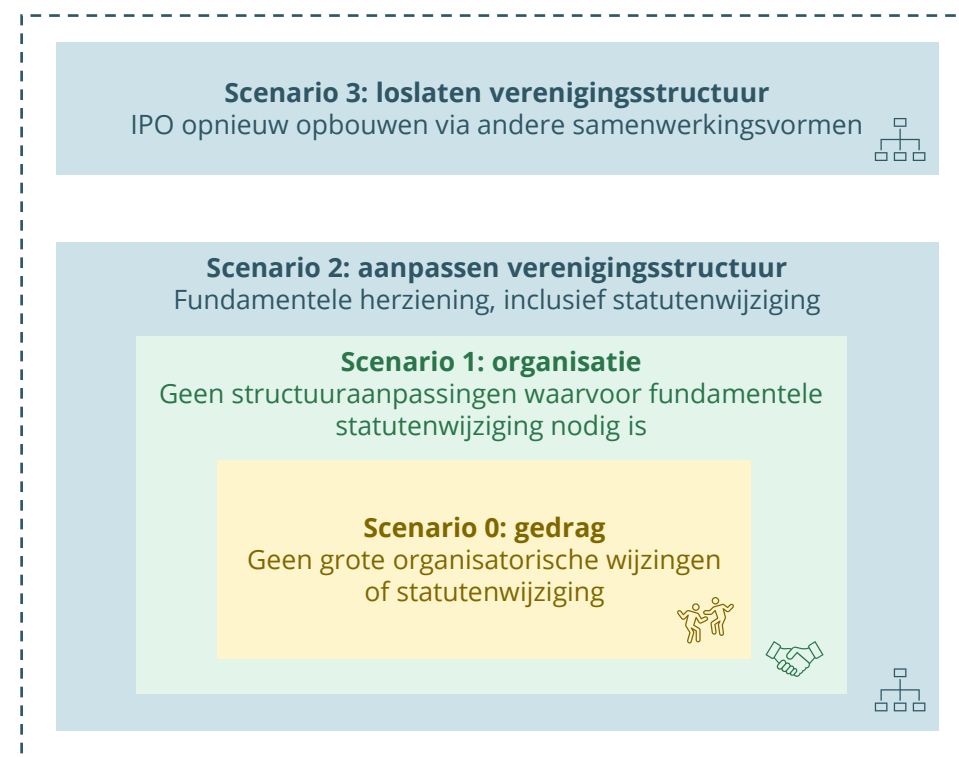 Scenario 3: loslaten verenigingsstructuur
IPO opnieuw opbouwen via andere samenwerkingsvormen
Scenario 2: aanpassen verenigingsstructuur
Fundamentele herziening, inclusief statutenwijziging
Scenario 1: organisatie
Geen structuuraanpassingen waarvoor fundamentele
statutenwijziging nodig is
Scenario 0: gedrag
Geen grote organisatorische wijzingen
of statutenwijziging